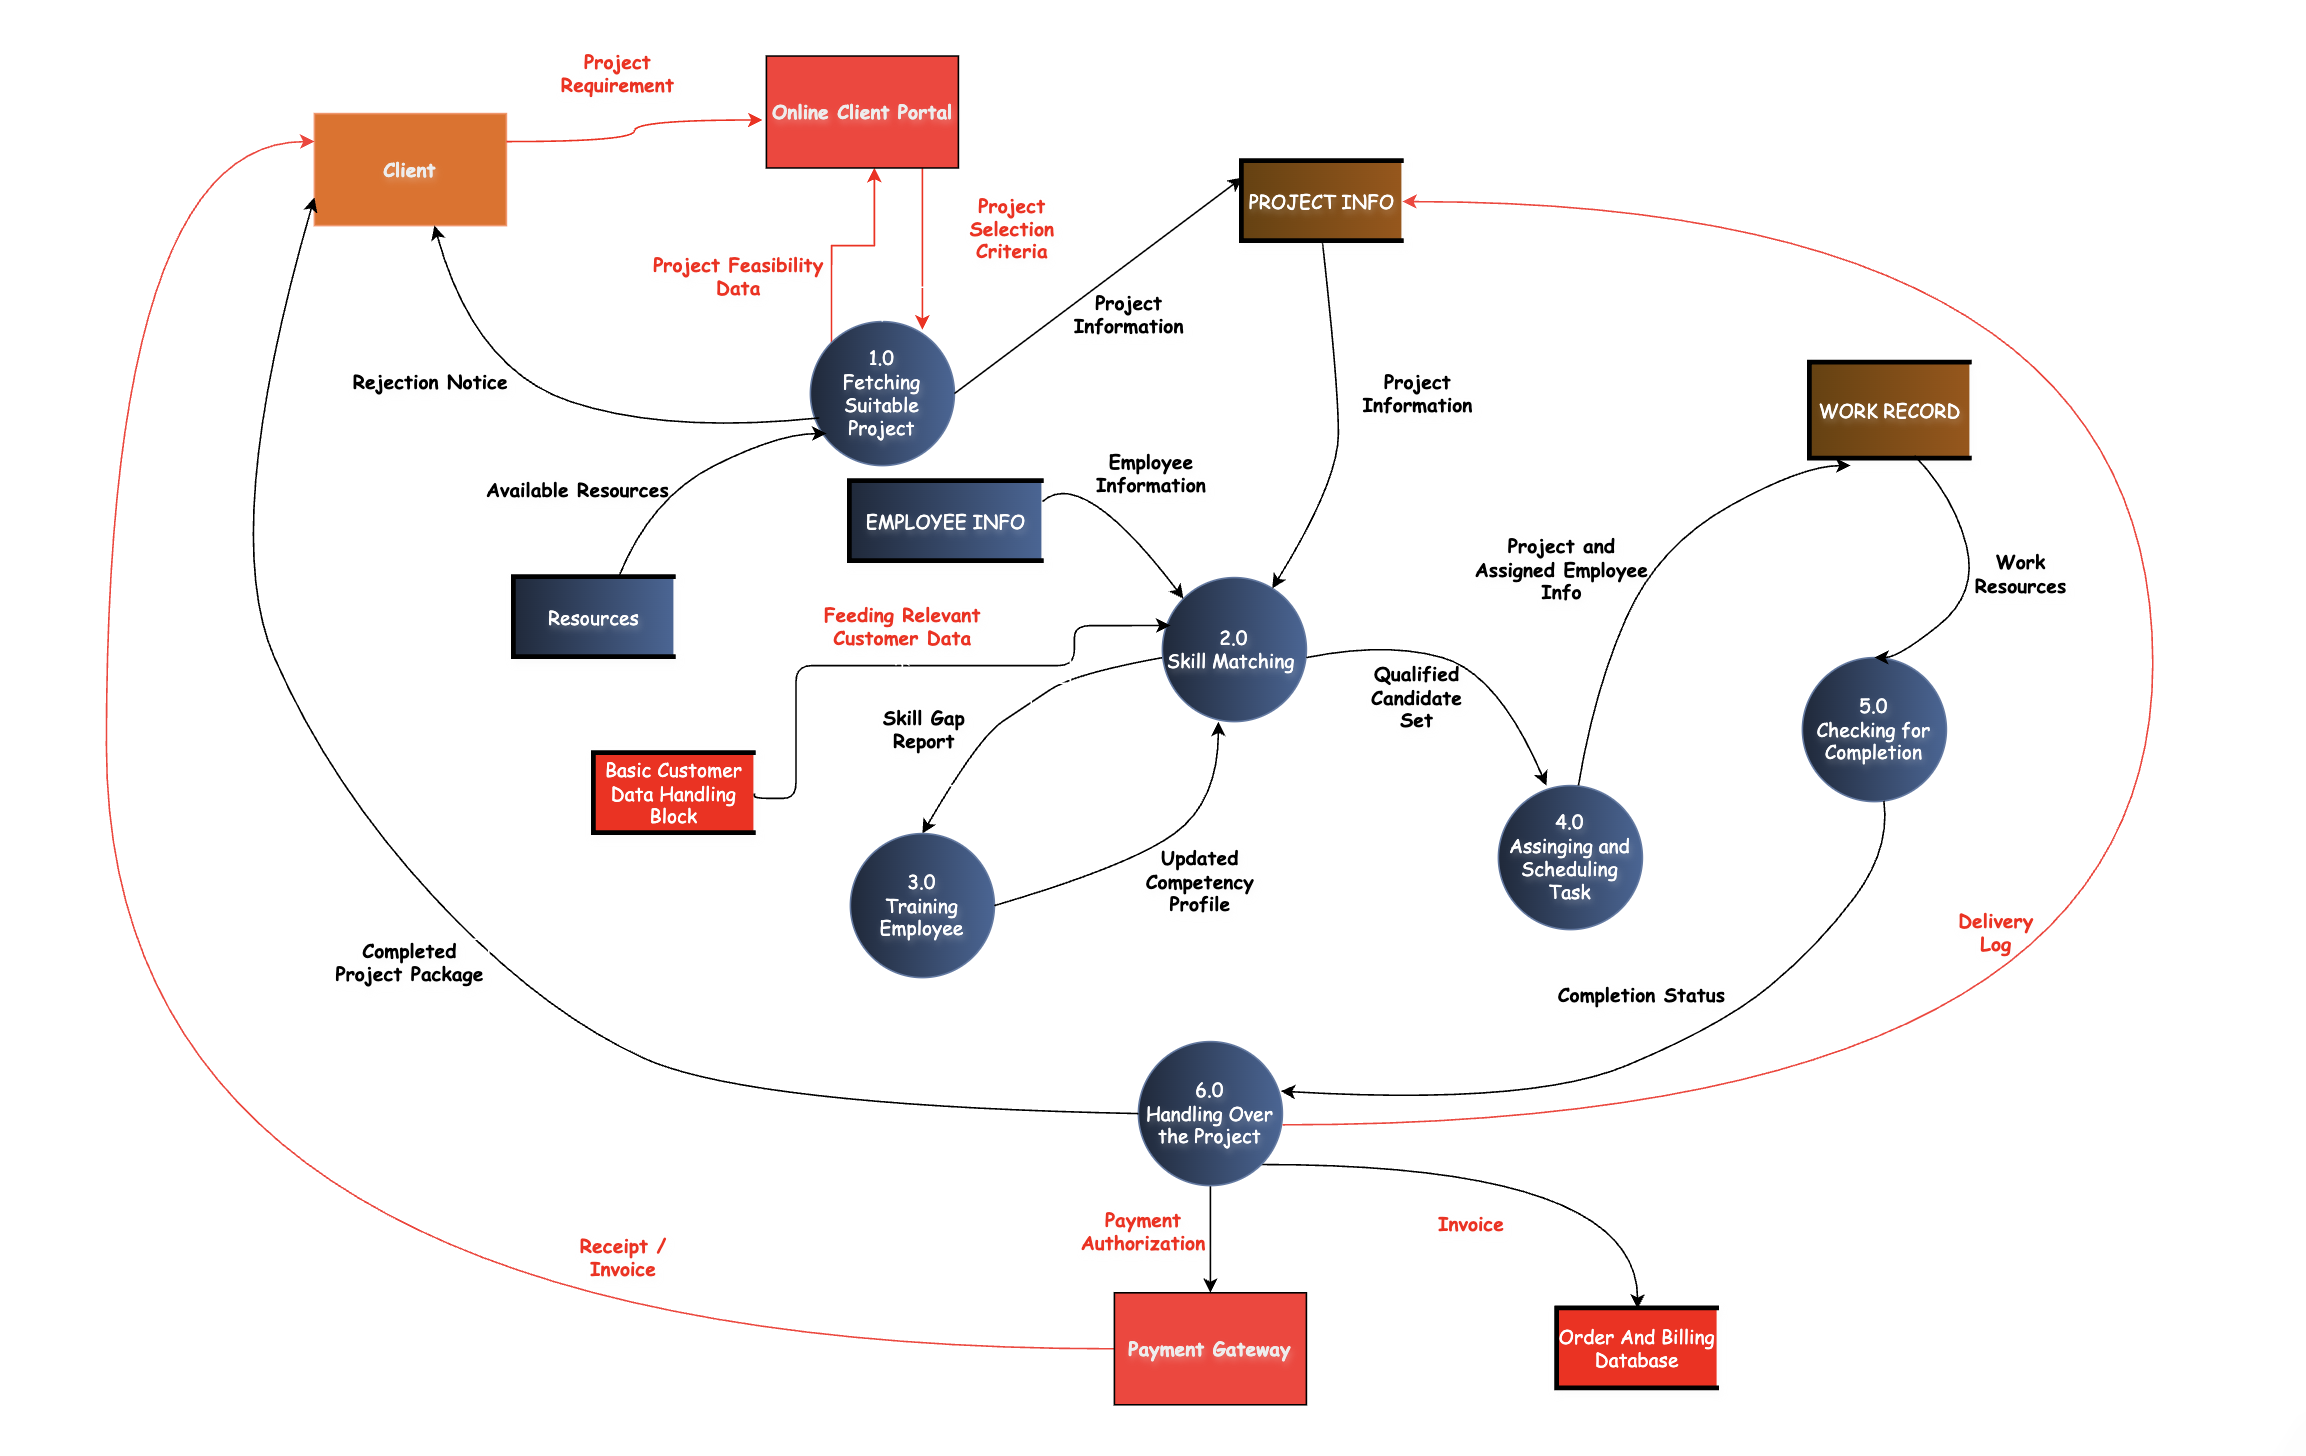 Project
Requirement
Online Client Portal
Client
PROJECT INFO
Project
Selection
Criteria
Project Feasibility
Data
Project
Information
1.0
Fetching
Suitable
Project
Rejection Notice
Project
Information
WORK RECORD
Available Resources
Employee
Information
EMPLOYEE INFO
Project and
Assigned Employee
Info
Work
Resources
Resources
Feeding Relevant
Customer Data
2.0
Skill Matching
Qualified
Candidate
Set
Skill Gap
Report
5.0
Checking for
Completion
Basic Customer
Data Handling
Block
4.0
Assinging and
Scheduling
Task
Updated
Competency
Profile
3.0
Training
Employee
Delivery
Log
Completed
Project Package
Completion Status
6.0
Handling Over
the Project
Payment
Authorization
Invoice
Receipt /
Invoice
Payment Gateway
Order And Billing
Database